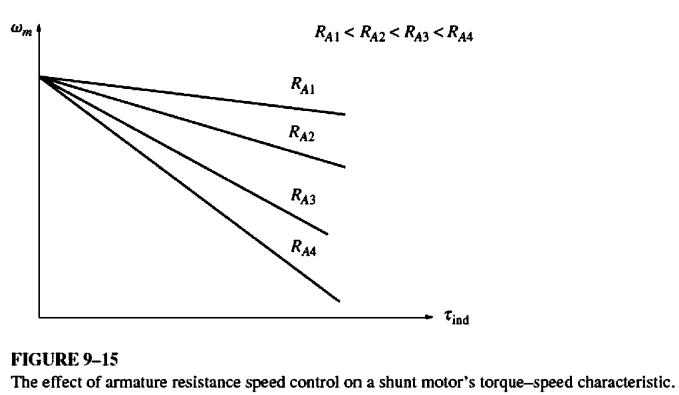 ωm
RA1 < RA2 < RA3 < RA4
RA1
RA2
RA3
RA4
τind
FIGURE 9–15
The effect of armature resistance speed control on a shunt motor's torque–speed characteristic.